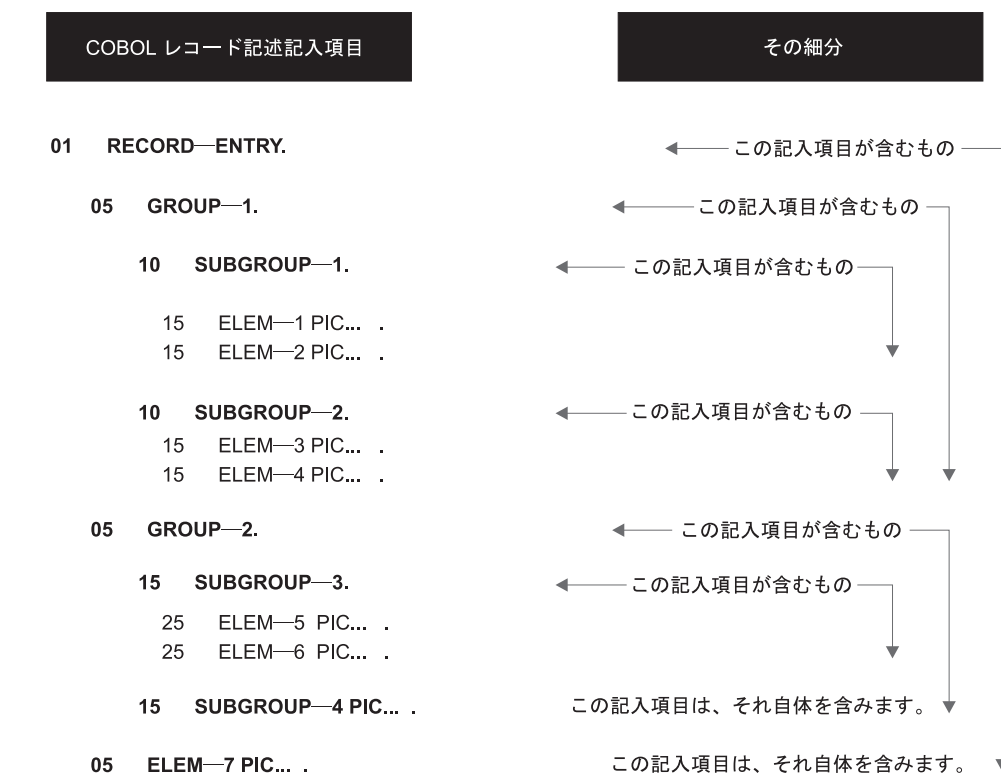 COBOL レコード記述記入項目 その細分
01 RECORD—ENTRY. この記入項目が含むもの
05 GROUP—1. この記入項目が含むもの
10 SUBGROUP—1. この記入項目が含むもの
15 ELEM—1 PIC... .
15 ELEM—2 PIC... .
10 SUBGROUP—2. この記入項目が含むもの
15 ELEM—3 PIC... .
15 ELEM—4 PIC... .
05 GROUP—2. この記入項目が含むもの
15 SUBGROUP—3. この記入項目が含むもの
25 ELEM—5 PIC... .
25 ELEM—6 PIC... .
15 SUBGROUP—4 PIC... . この記入項目は、それ自体を含みます。
05 ELEM—7 PIC... . この記入項目は、それ自体を含みます。